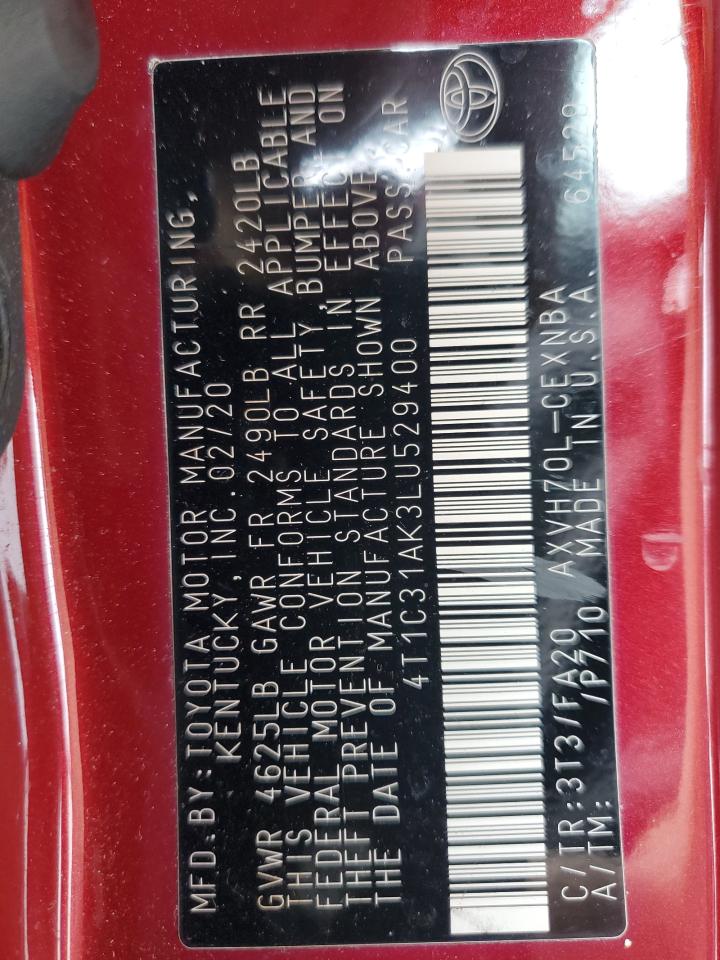 MFD.BY:TOYOTA MOTOR MANUFACTURING,
KENTUCKY, INC. 02/20
GVWR 4625LB GAWR FR 2490LB RR 2420LB
THIS VEHICLE CONFORMS TO ALL APPLICABLE
FEDERAL MOTOR VEHICLE SAFETY, BUMPER, AND
THEFT PREVENTION STANDARDS IN EFFECT ON
THE DATE OF MANUFACTURE SHOWN ABOVE.
4T1C31AK3LU529400 PASS. CAR
C/TR:3T3/FA20 AXVH70L-CEXNBA 64528
A/TM: /P710 MADE IN U.S.A.